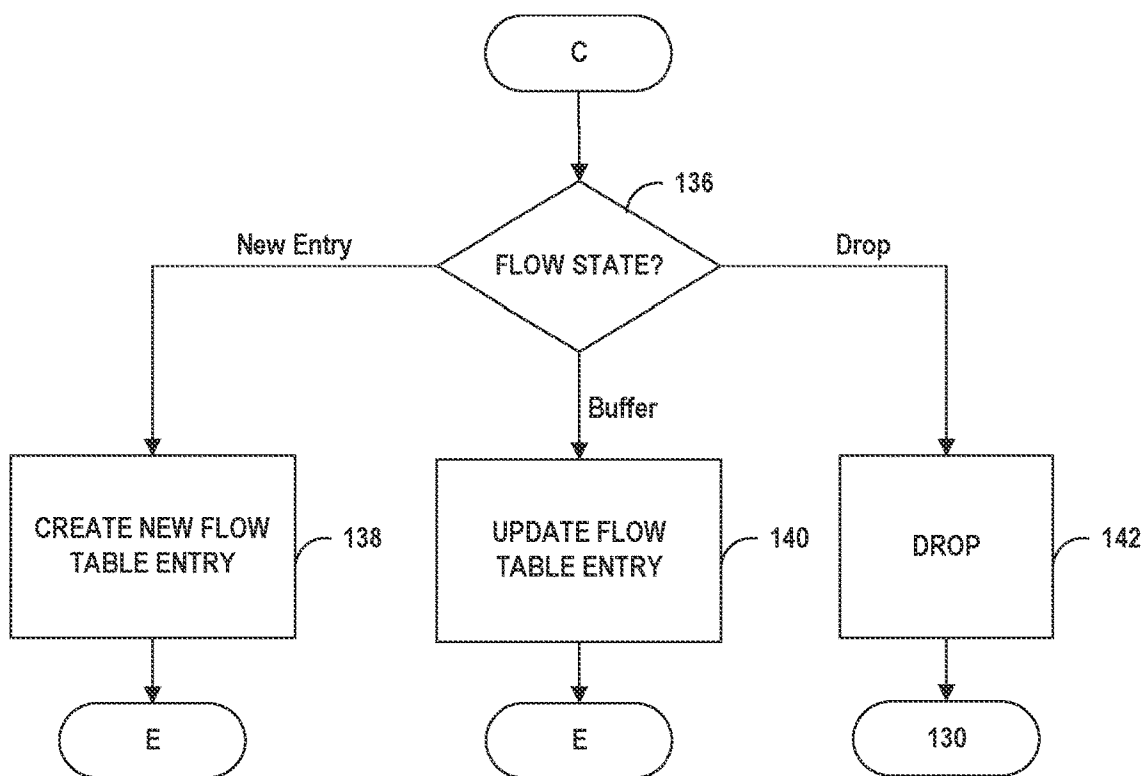 C
136
New Entry
FLOW STATE?
Drop
Buffer
CREATE NEW FLOW
TABLE ENTRY
138
UPDATE FLOW
TABLE ENTRY
140
DROP
142
E
E
130